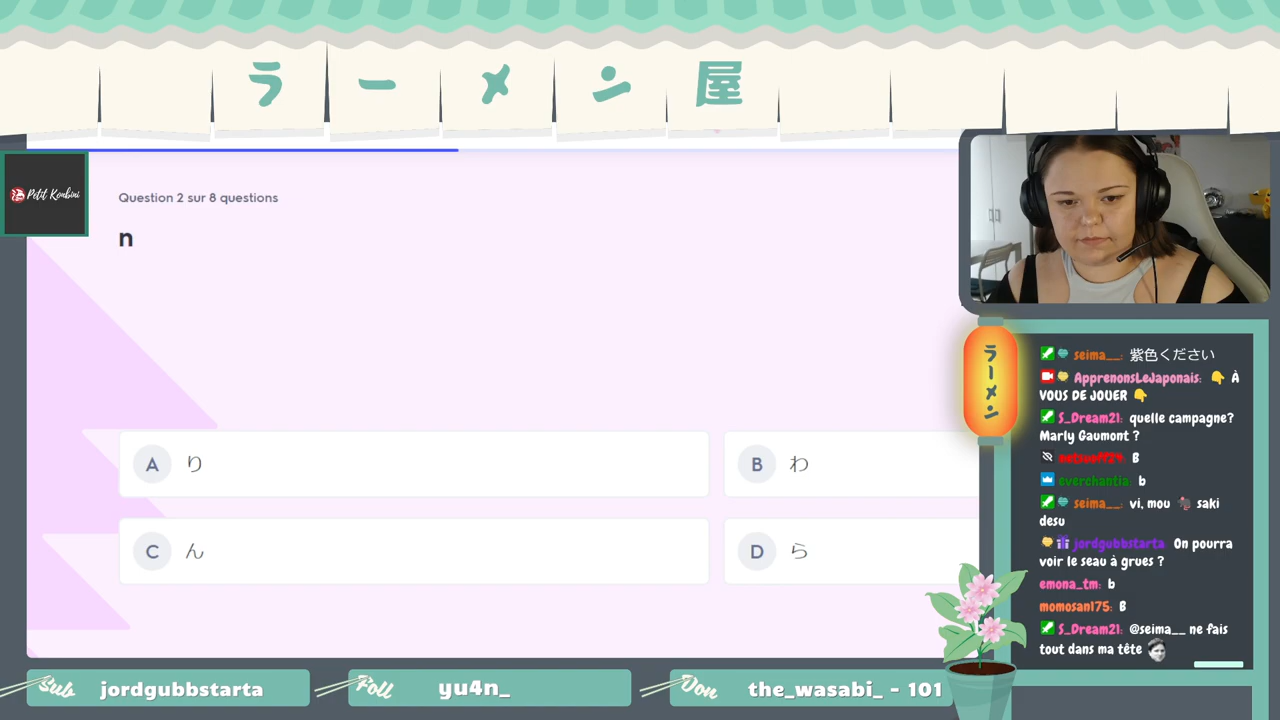 ラーメン屋
Petit Konbini
Question 2 sur 8 questions
n
A り
B わ
C ん
D ら
ラーメン
seima__: 紫色ください
ApprenonsLeJaponais: 👇 À
VOUS DE JOUER 👇
S_Dream21: quelle campagne?
Marly Gaumont ?
B
everchantia: b
seima__: vi, mou saki
desu
jordgubbstarta: On pourra
voir le seau à grues ?
emona_tm: b
momosan175: B
S_Dream21: @seima__ ne fais
tout dans ma tête
Sub jordgubbstarta
Foll yu4n_
Don the_wasabi_ - 101